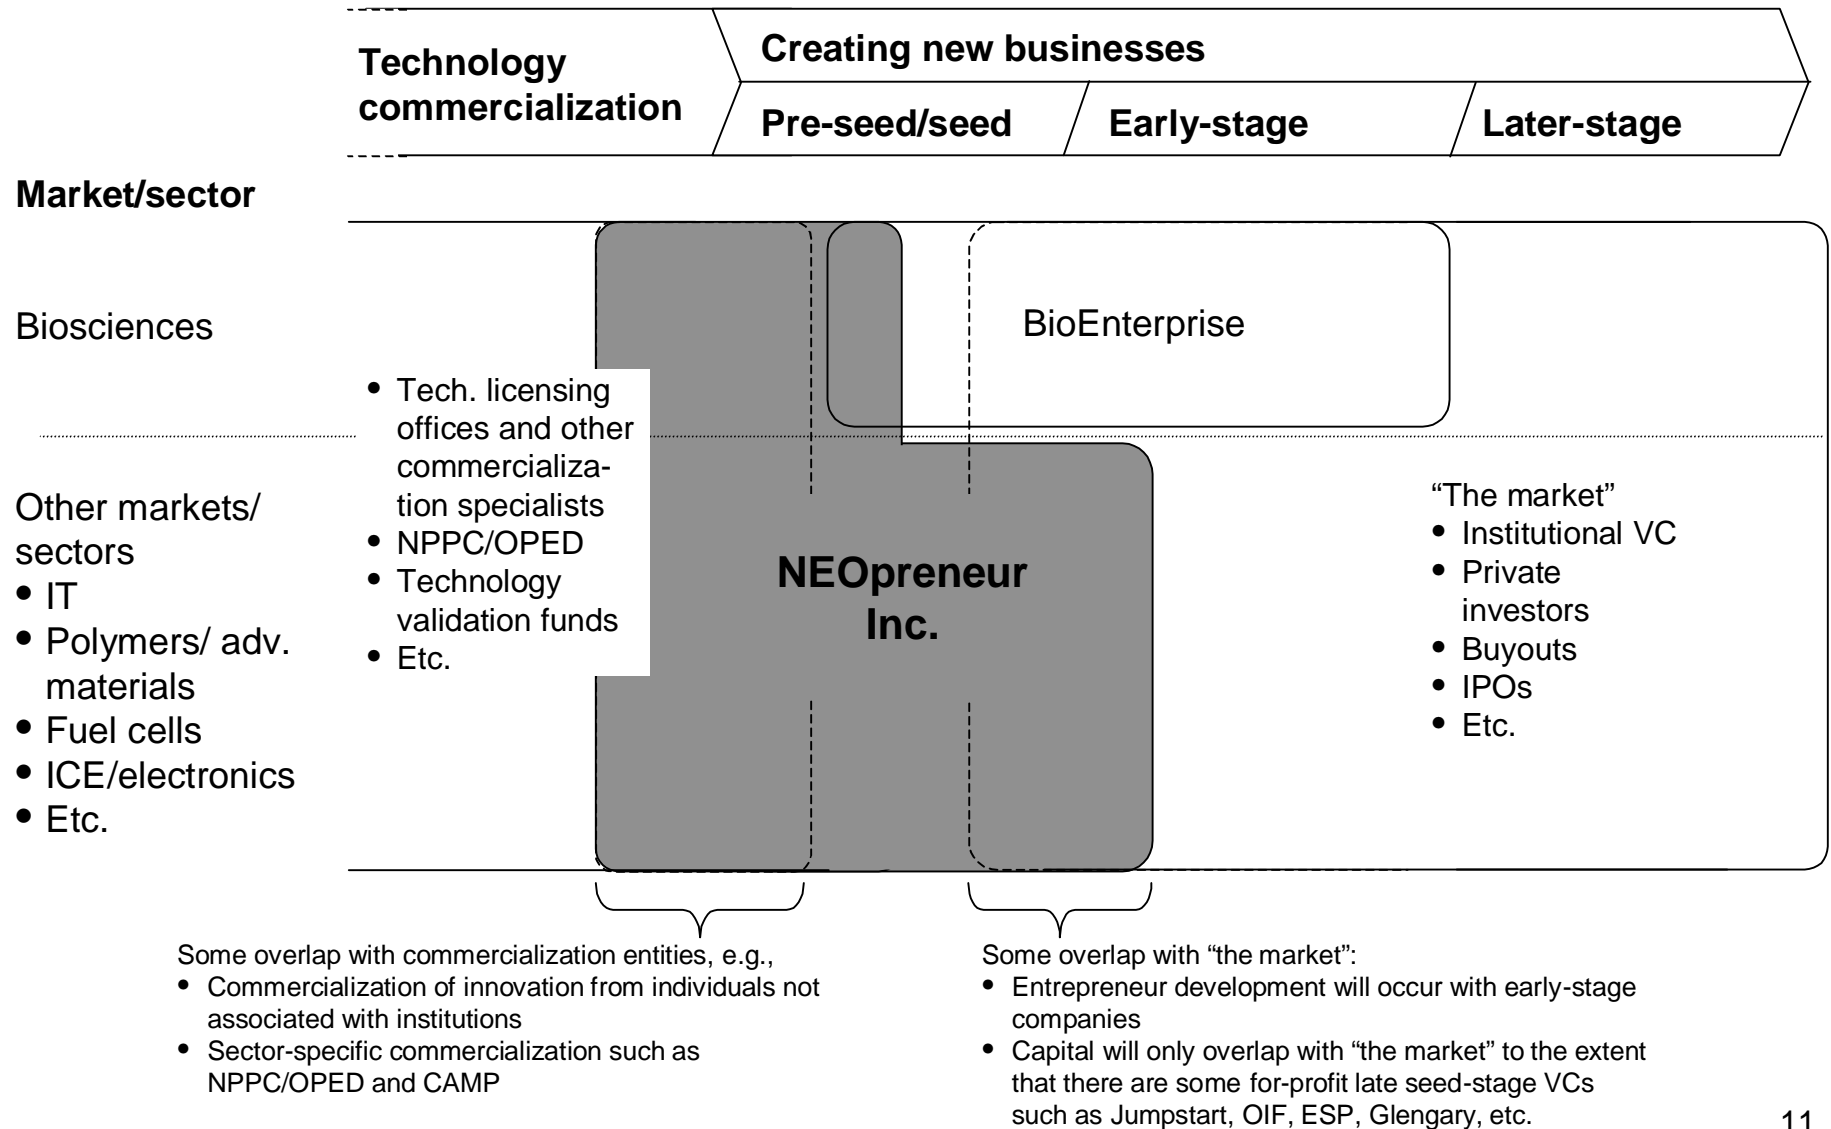 Technology
commercialization
Creating new businesses
Pre-seed/seed
Early-stage
Later-stage
Market/sector
Biosciences
BioEnterprise
• Tech. licensing
offices and other
commercializa-
tion specialists
• NPPC/OPED
• Technology
validation funds
• Etc.
Other markets/
sectors
• IT
• Polymers/ adv.
materials
• Fuel cells
• ICE/electronics
• Etc.
NEOpreneur
Inc.
“The market”
• Institutional VC
• Private
investors
• Buyouts
• IPOs
• Etc.
Some overlap with commercialization entities, e.g.,
• Commercialization of innovation from individuals not
associated with institutions
• Sector-specific commercialization such as
NPPC/OPED and CAMP
Some overlap with “the market”:
• Entrepreneur development will occur with early-stage
companies
• Capital will only overlap with “the market” to the extent
that there are some for-profit late seed-stage VCs
such as Jumpstart, OIF, ESP, Glengary, etc.
11